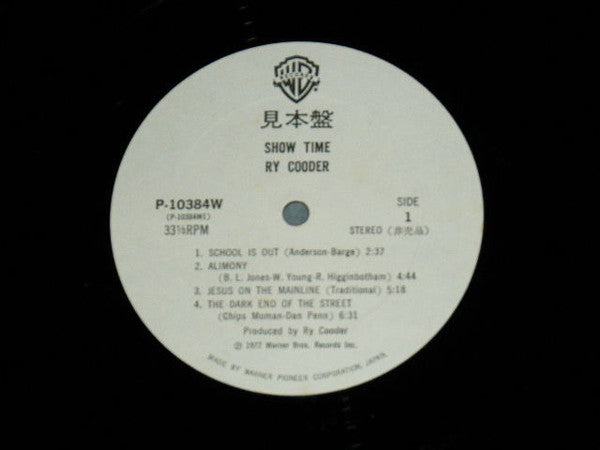 見本盤
SHOW TIME
RY COODER
P-10384W
(P-10384W1)
33⅓RPM
SIDE
1
STEREO (非売品)
1. SCHOOL IS OUT (Anderson-Barge) 2:37
2. ALIMONY
(B. L. Jones-W. Young-R. Higginbotham) 4:44
3. JESUS ON THE MAINLINE (Traditional) 5:18
4. THE DARK END OF THE STREET
(Chips Moman-Dan Penn) 6:31
Produced by Ry Cooder
Ⓟ 1977 Warner Bros. Records Inc.
MADE BY WARNER PIONEER CORPORATION, JAPAN.